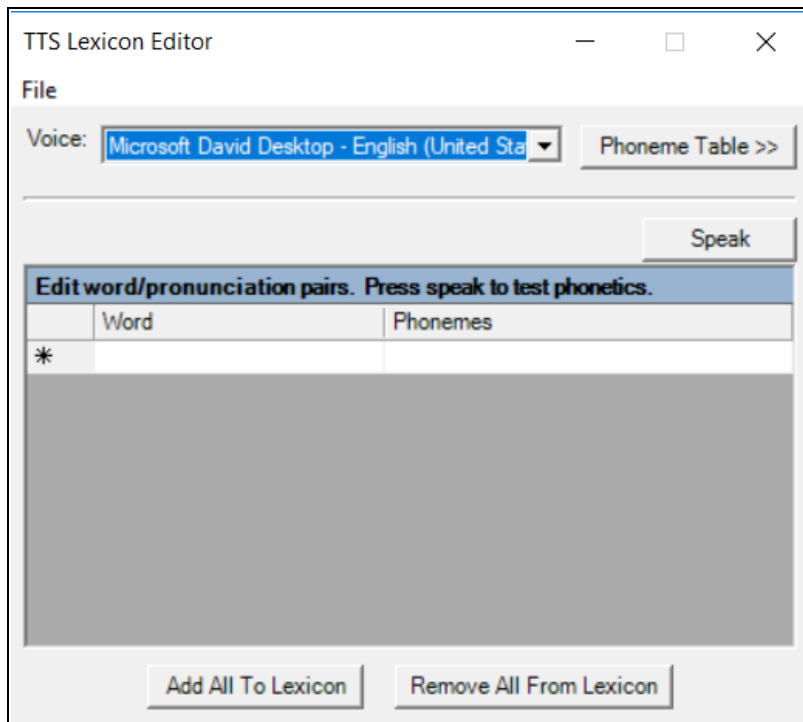 TTS Lexicon Editor
File
Voice: Microsoft David Desktop - English (United Sta Phoneme Table >>
Speak
Edit word/pronunciation pairs. Press speak to test phonetics.
Word Phonemes
*
Add All To Lexicon Remove All From Lexicon